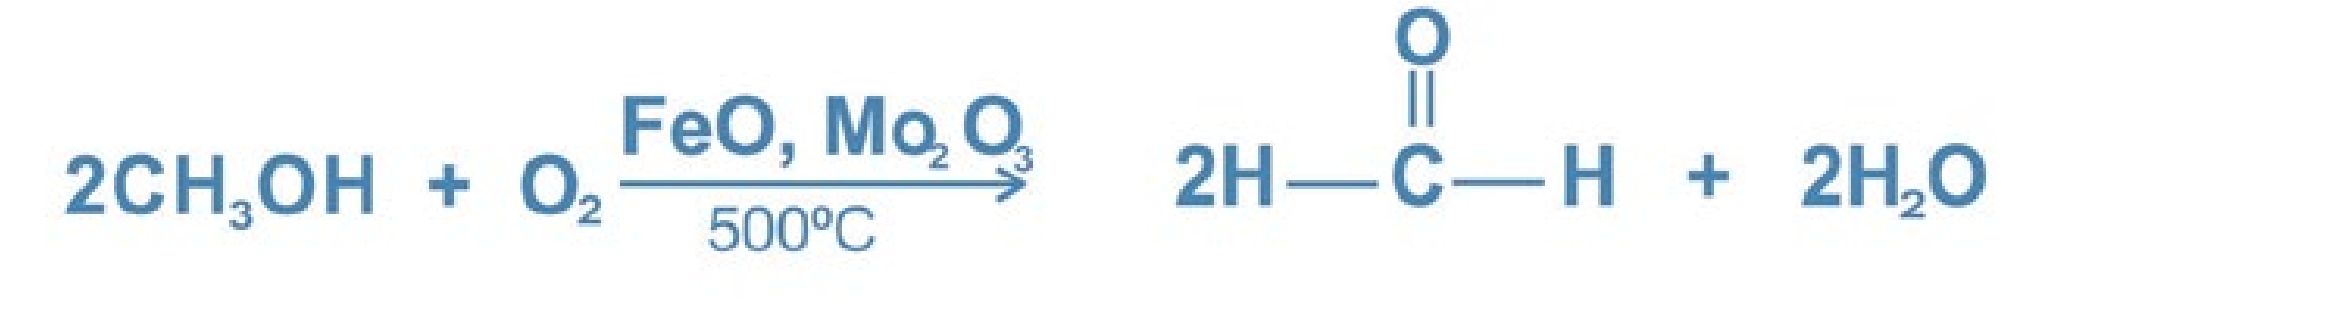 O
FeO, Mo₂O₃
2CH₃OH + O₂ 2H C H + 2H₂O
500ºC